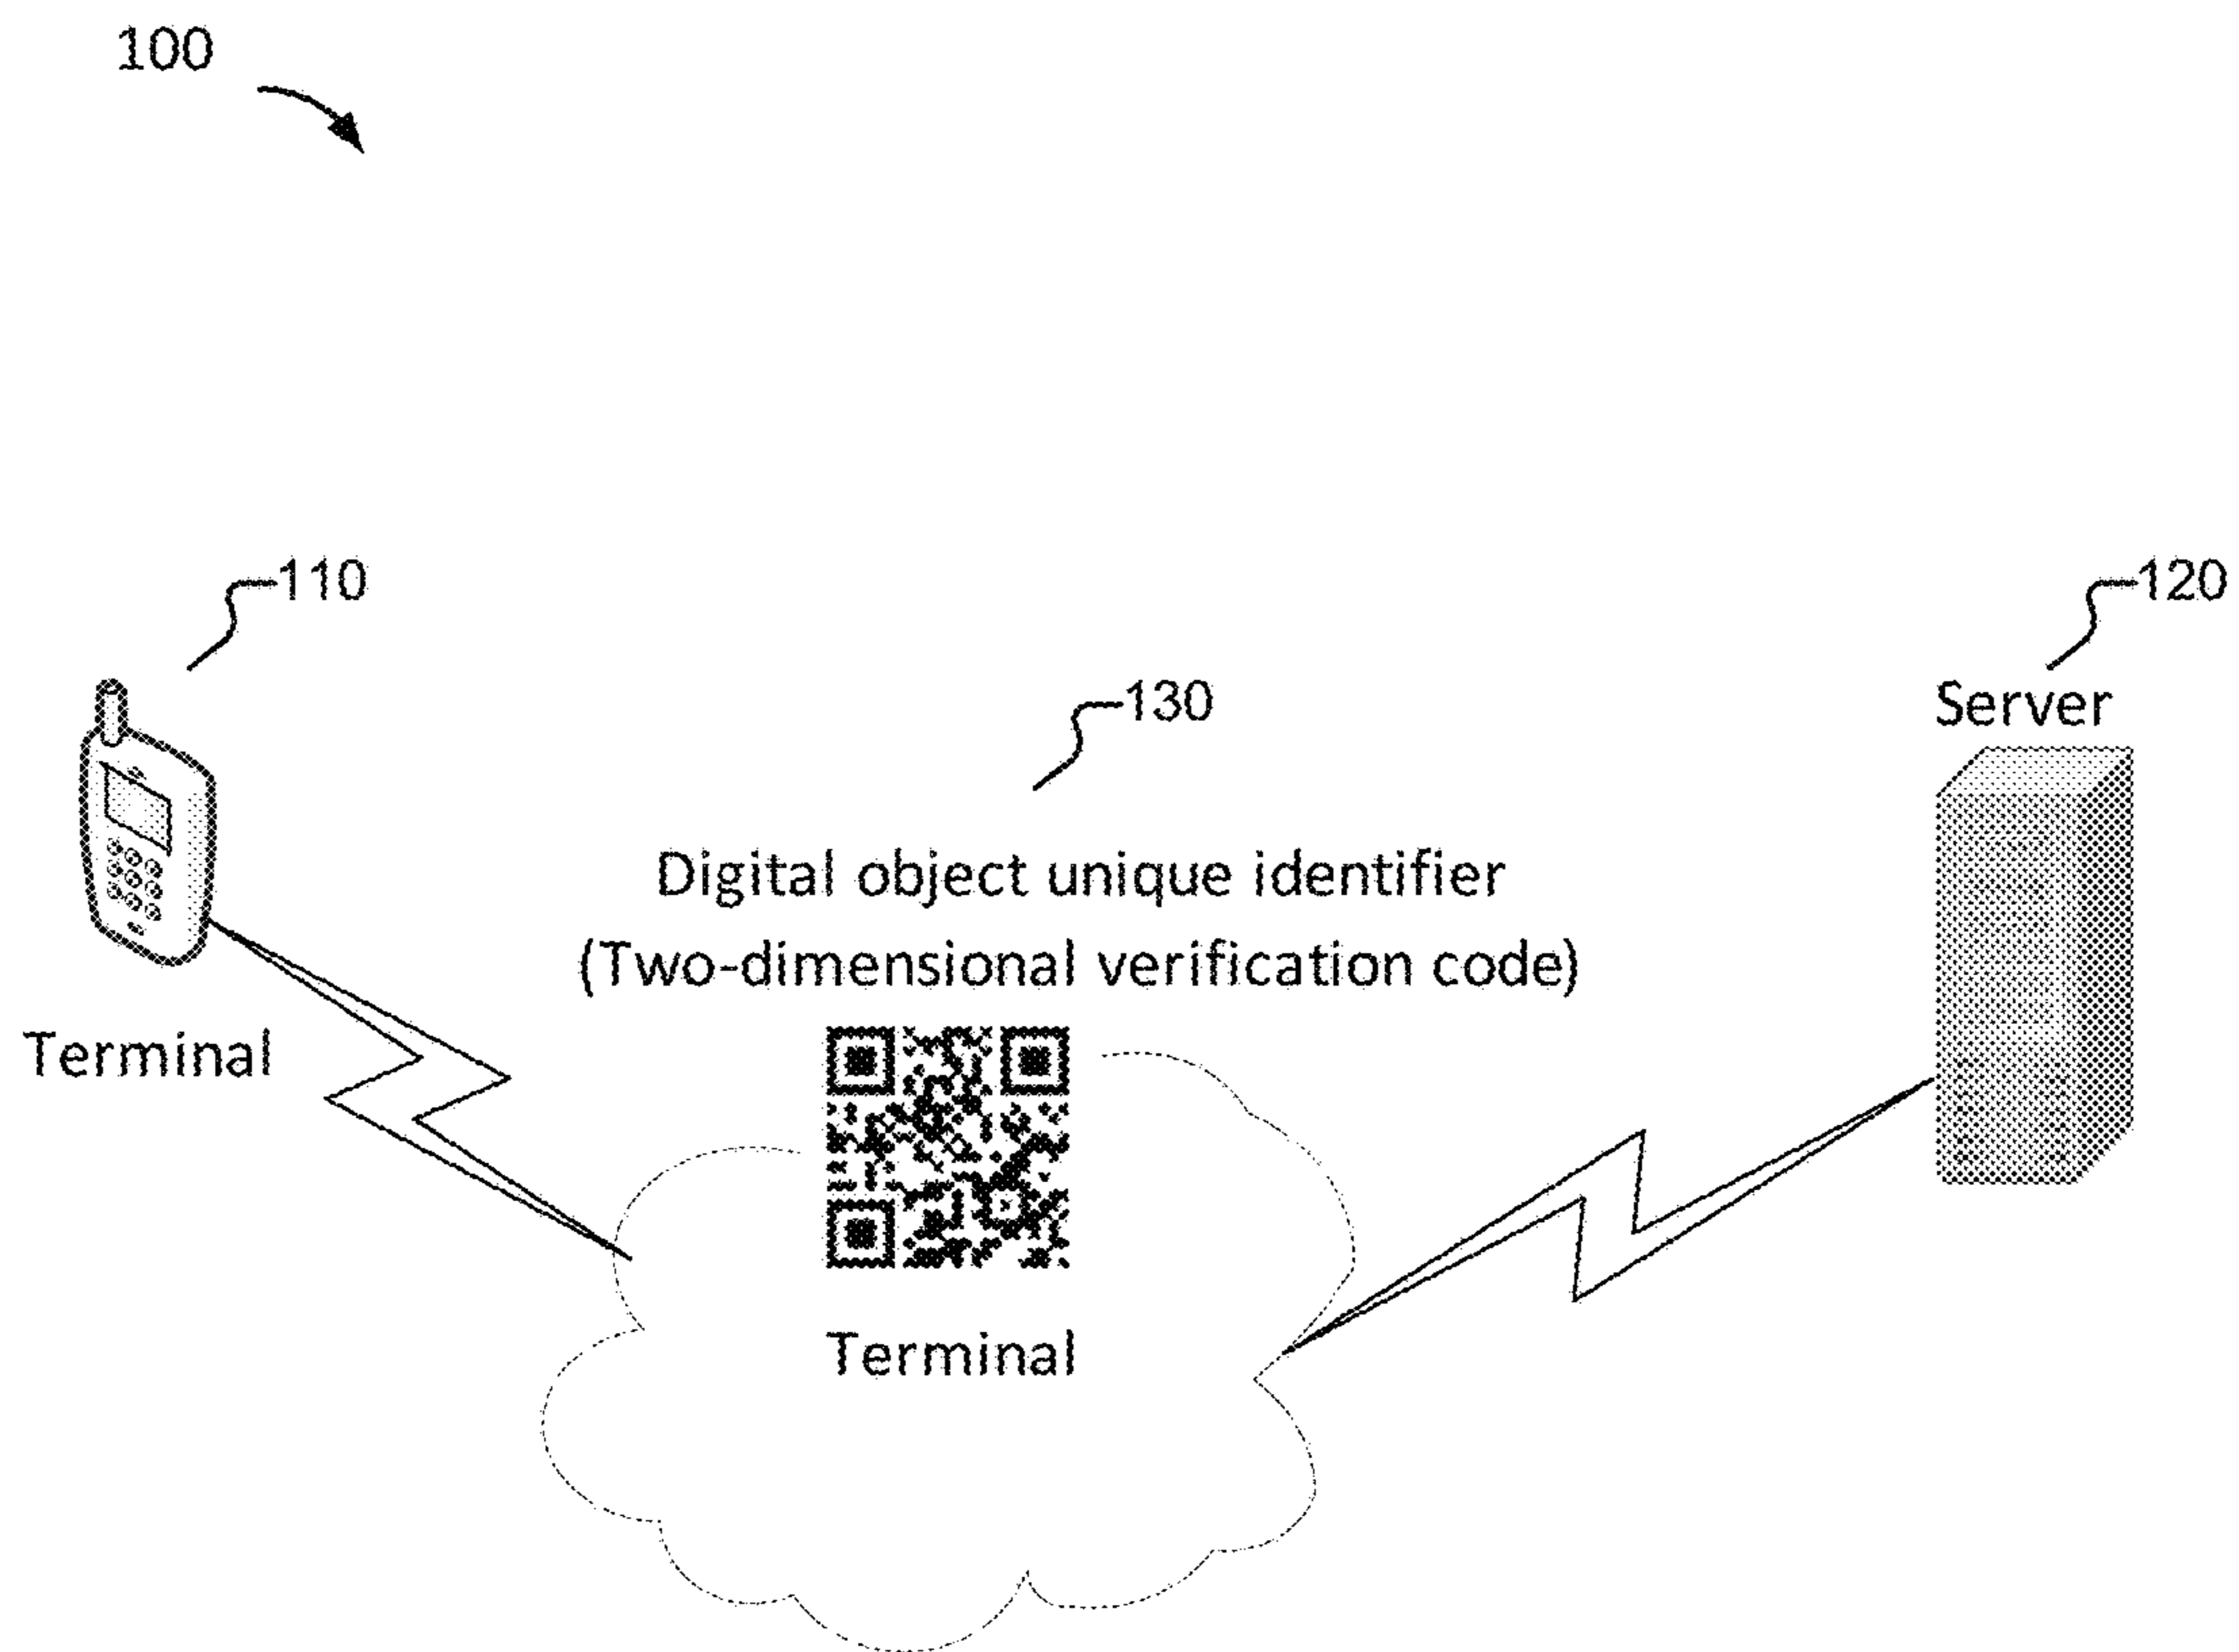 100
110
120
130
Server
Digital object unique identifier
(Two-dimensional verification code)
Terminal
Terminal